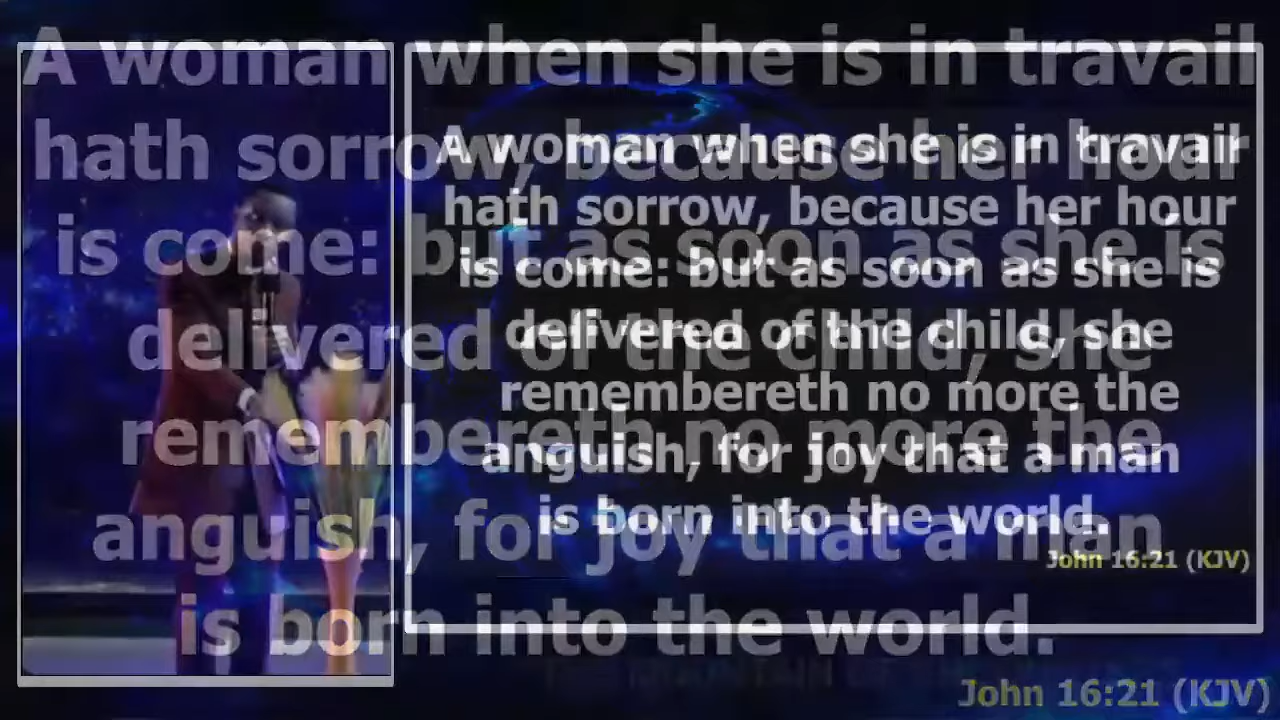 A woman when she is in travail
hath sorrow, because her hour
is come: but as soon as she is
delivered of the child, she
remembereth no more the
anguish, for joy that a man
is born into the world.
John 16:21 (KJV)
A woman when she is in travail
hath sorrow, because her hour
is come: but as soon as she is
delivered of the child, she
remembereth no more the
anguish, for joy that a man
is born into the world.
John 16:21 (KJV)